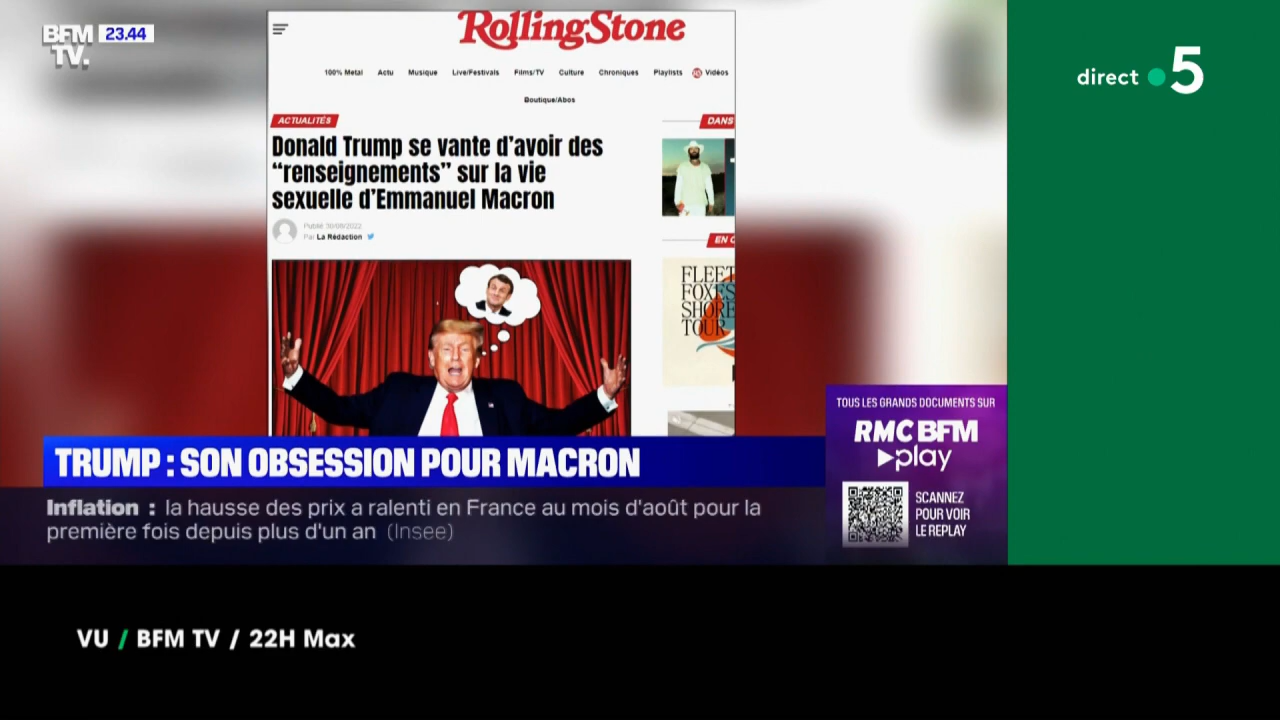 BFM
TV.
23.44
RollingStone
direct 5
100% Metal Actu Musique Live/Festivals Films/TV Culture Chroniques Playlists Vidéos
Boutique/Abos
ACTUALITÉS
DANS
Donald Trump se vante d’avoir des
“renseignements” sur la vie
sexuelle d’Emmanuel Macron
Publié 30/08/2022
Par La Rédaction
EN C
FLEET
FOXES
SHORE
TOUR
TOUS LES GRANDS DOCUMENTS SUR
RMC BFM
play
SCANNEZ
POUR VOIR
LE REPLAY
TRUMP : SON OBSESSION POUR MACRON
Inflation : la hausse des prix a ralenti en France au mois d'août pour la
première fois depuis plus d'un an (Insee)
VU / BFM TV / 22H Max